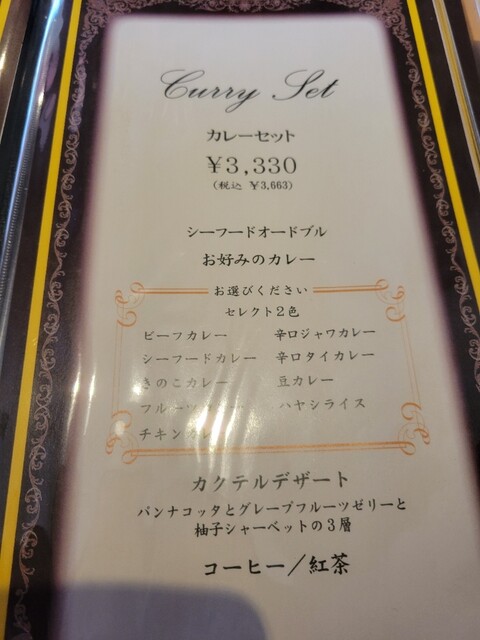 Curry Set
カレーセット
￥3,330
（税込 ￥3,663）
シーフードオードブル
お好みのカレー
お選びください
セレクト2色
ビーフカレー 辛口ジャワカレー
シーフードカレー 辛口タイカレー
きのこカレー 豆カレー
ハヤシライス
チキンカレー
カクテルデザート
パンナコッタとグレープフルーツゼリーと
柚子シャーベットの3層
コーヒー／紅茶